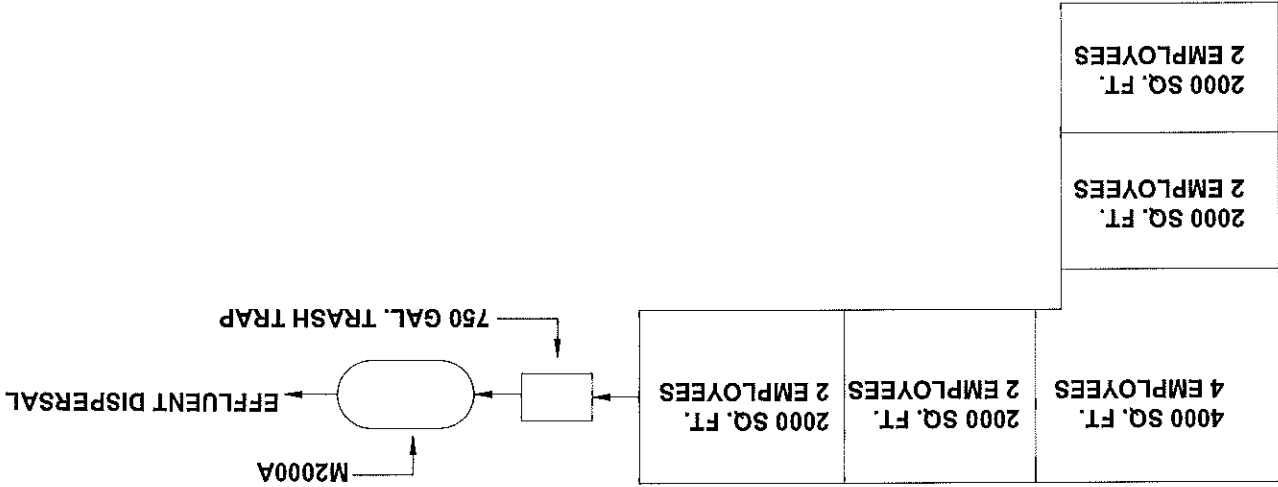 M2000A
4000 SQ. FT.
4 EMPLOYEES
2000 SQ. FT.
2 EMPLOYEES
2000 SQ. FT.
2 EMPLOYEES
EFFLUENT DISPERSAL
750 GAL. TRASH TRAP
2000 SQ. FT.
2 EMPLOYEES
2000 SQ. FT.
2 EMPLOYEES